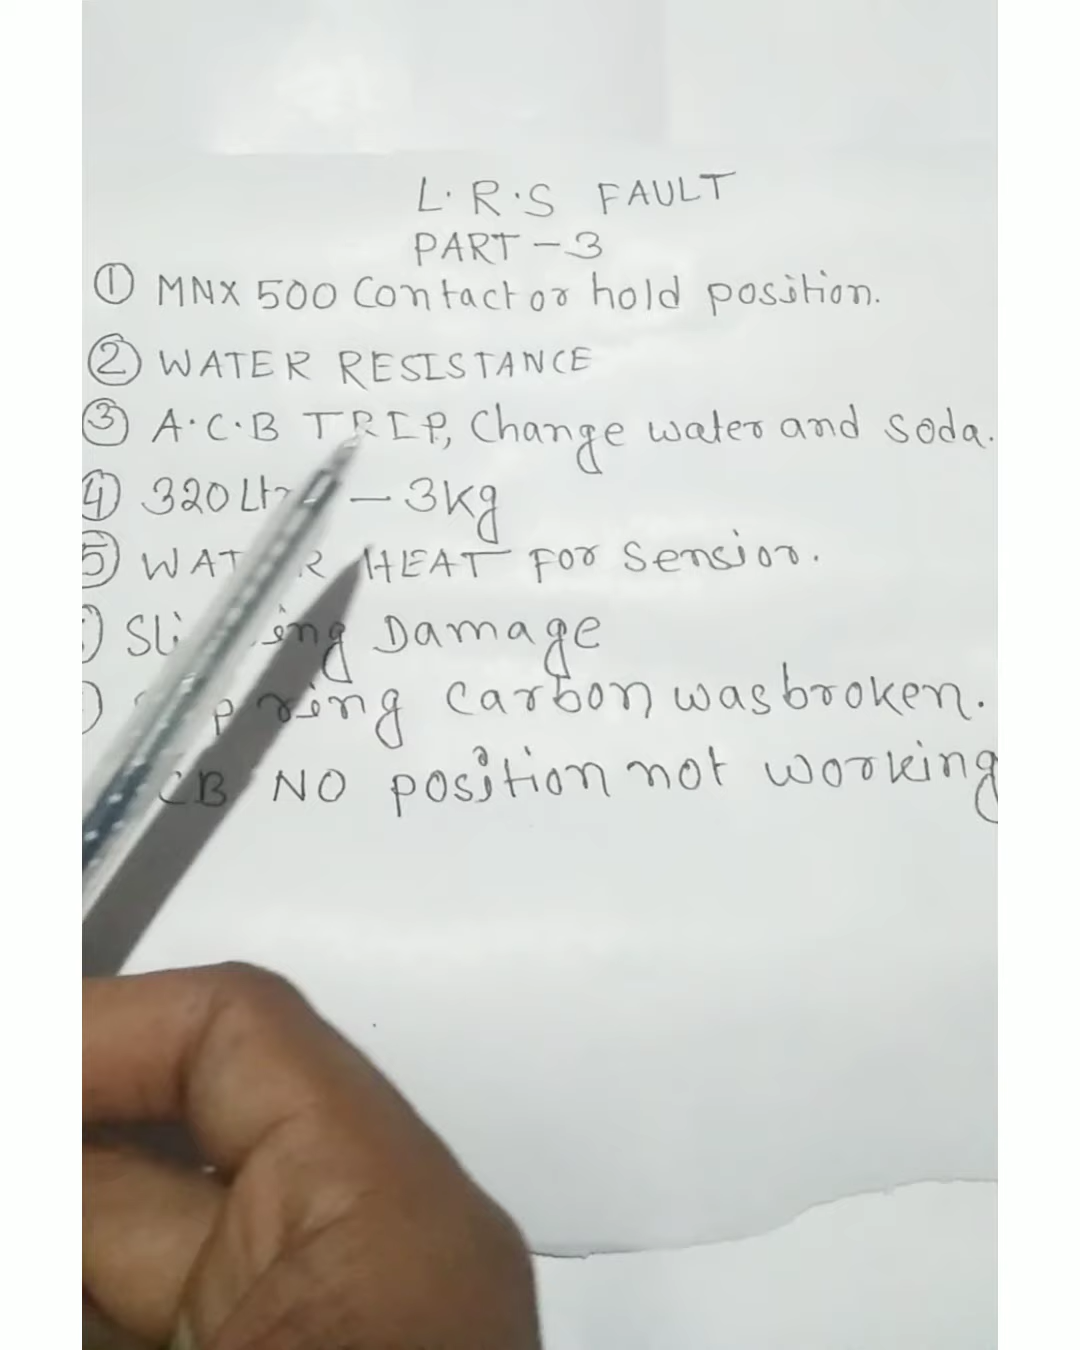 L.R.S FAULT
PART-3
① MNX 500 Contactor hold position.
② WATER RESISTANCE
③ A.C.B TRIP, Change water and soda.
④ 320 Lt - 3kg
⑤ HEAT For Sensior.
Damage
carbon was broken.
NO position not working